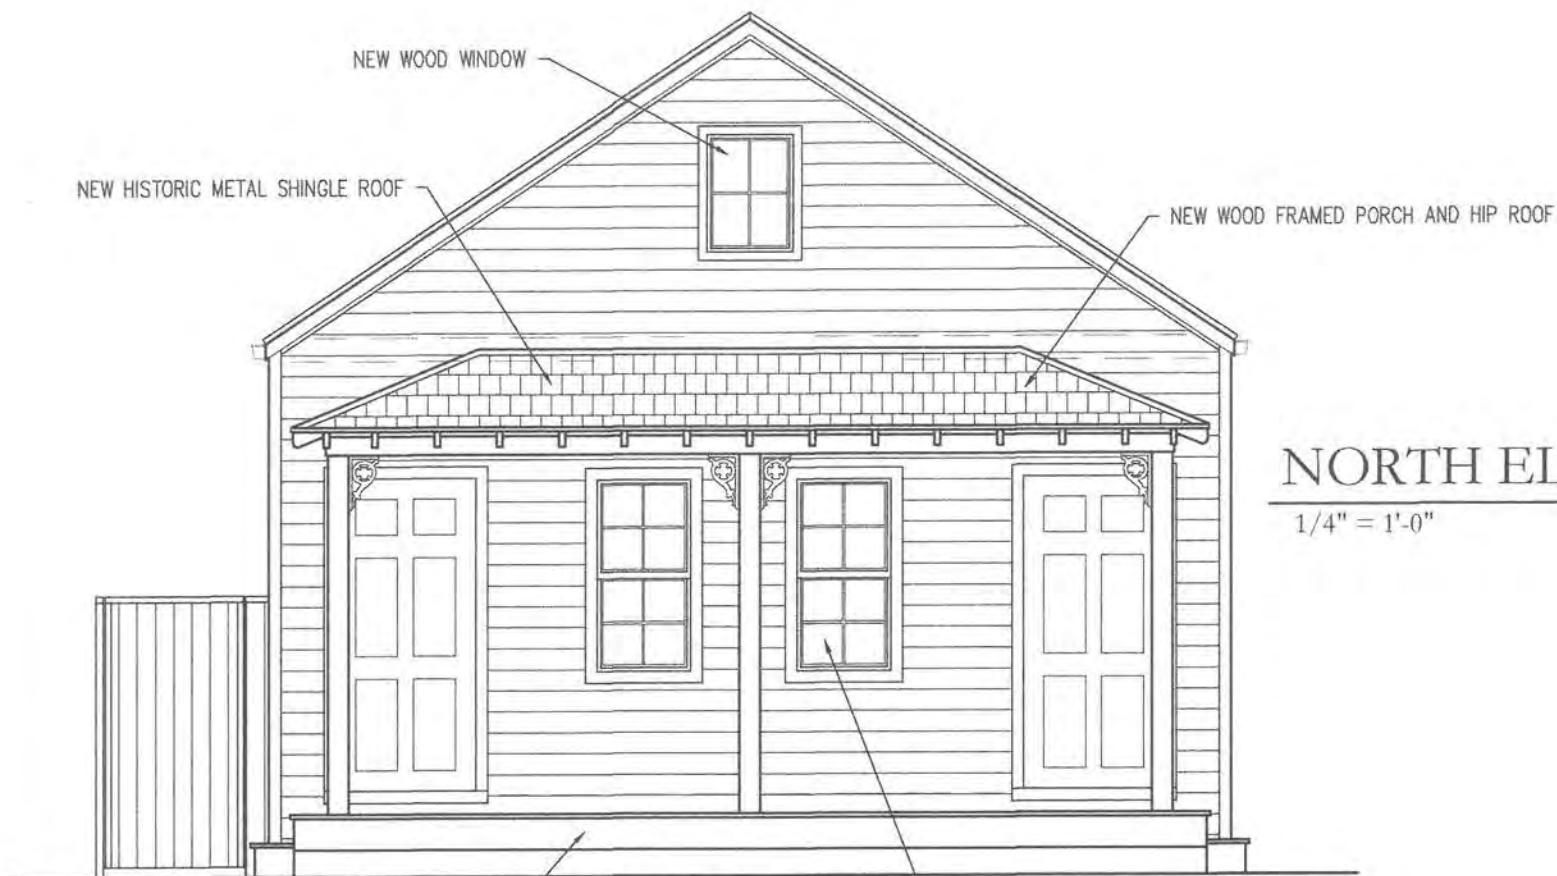 NEW WOOD WINDOW
NEW HISTORIC METAL SHINGLE ROOF
NEW WOOD FRAMED PORCH AND HIP ROOF
NORTH EL
1/4" = 1'-0"